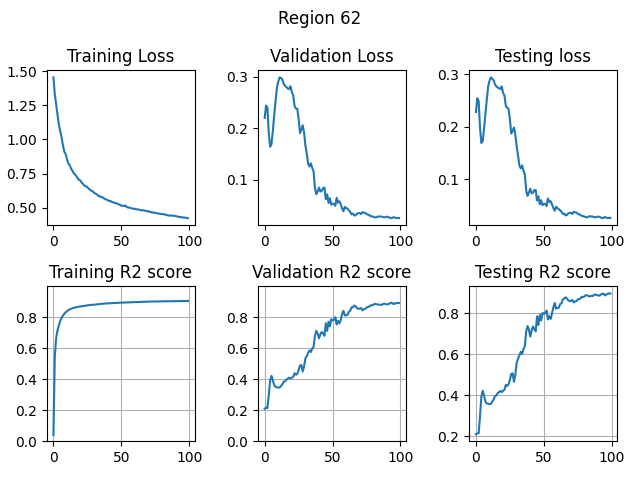 Region 62
Training Loss
Validation Loss
Testing loss
1.50
1.25
1.00
0.75
0.50
0 50 100
0.3
0.2
0.1
0 50 100
0.3
0.2
0.1
0 50 100
Training R2 score
Validation R2 score
Testing R2 score
0.8
0.6
0.4
0.2
0.0
0 50 100
0.8
0.6
0.4
0.2
0.0
0 50 100
0.8
0.6
0.4
0.2
0 50 100